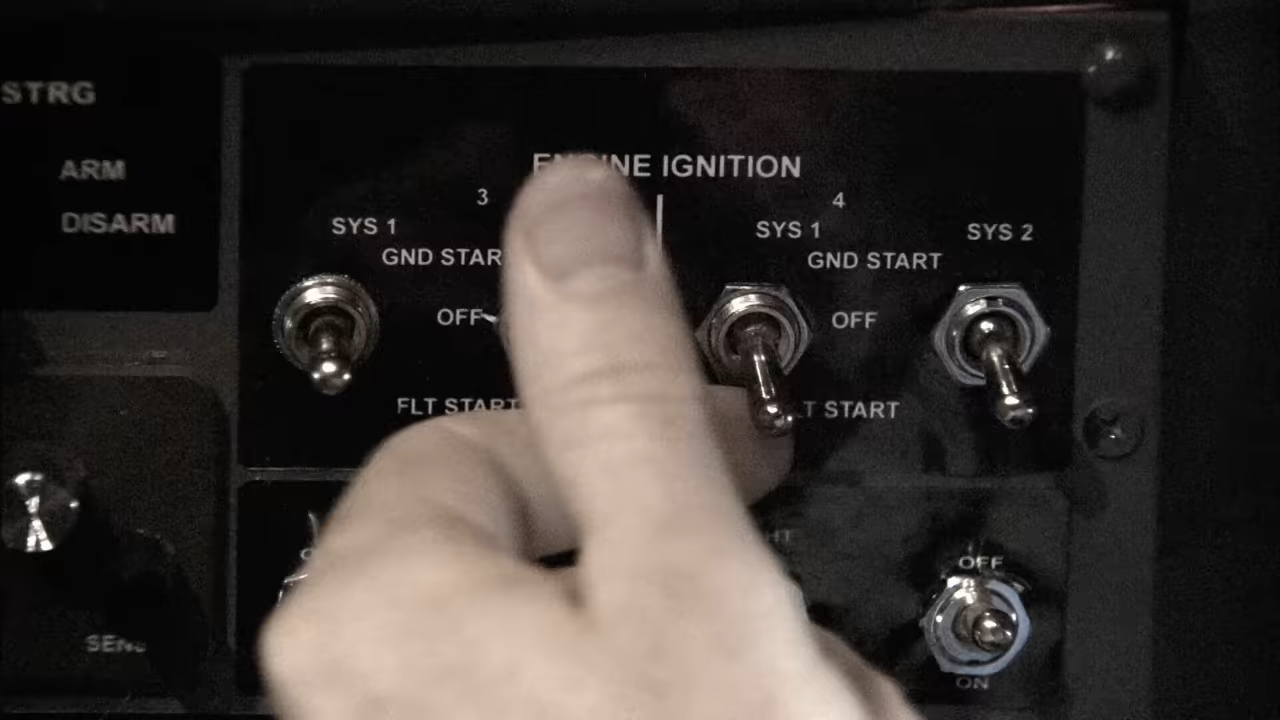 STRG
ARM
DISARM
ENGINE IGNITION
3
4
SYS 1
SYS 1
SYS 2
GND START
GND START
OFF
OFF
FLT START
START
OFF
ON